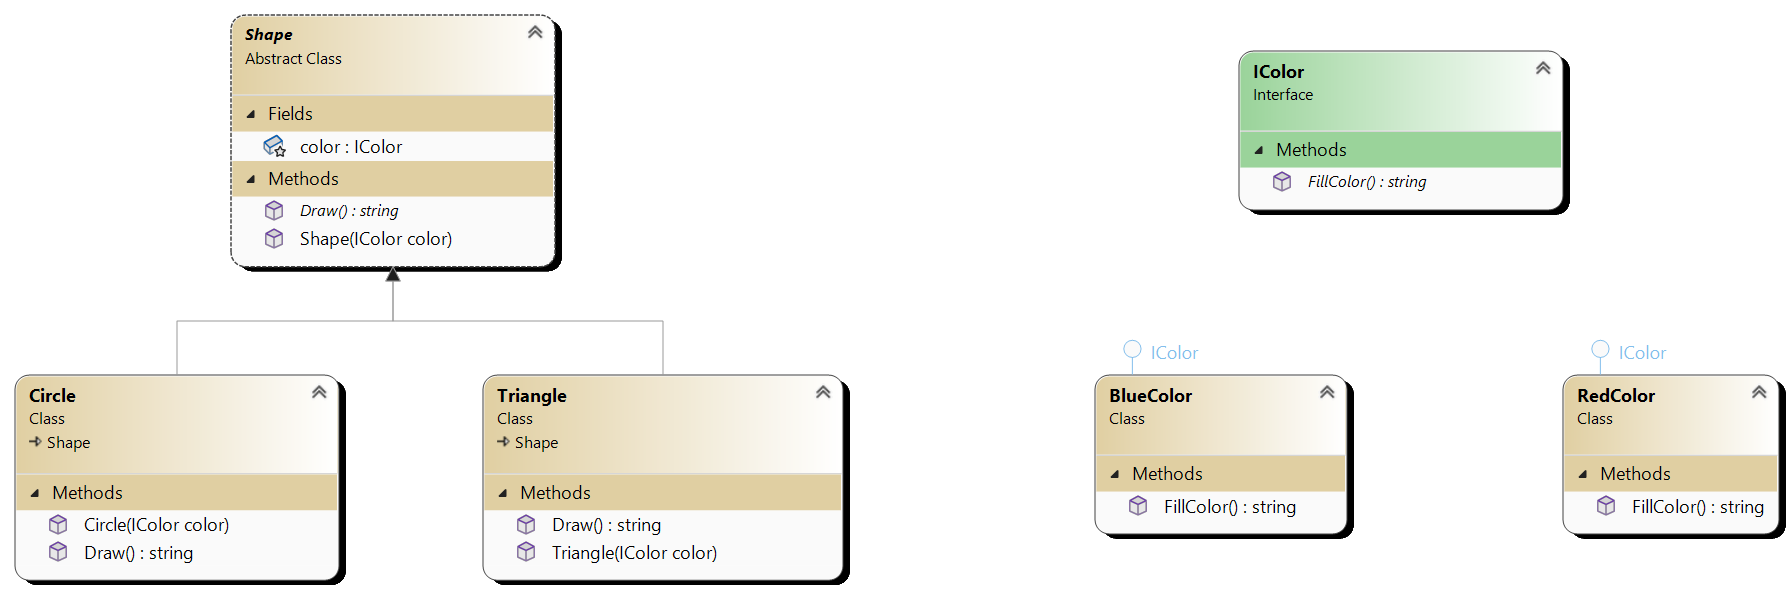 Shape
Abstract Class
Fields
color : IColor
Methods
Draw() : string
Shape(IColor color)
IColor
Interface
Methods
FillColor() : string
Circle
Class
Shape
Methods
Circle(IColor color)
Draw() : string
Triangle
Class
Shape
Methods
Draw() : string
Triangle(IColor color)
IColor
BlueColor
Class
Methods
FillColor() : string
IColor
RedColor
Class
Methods
FillColor() : string